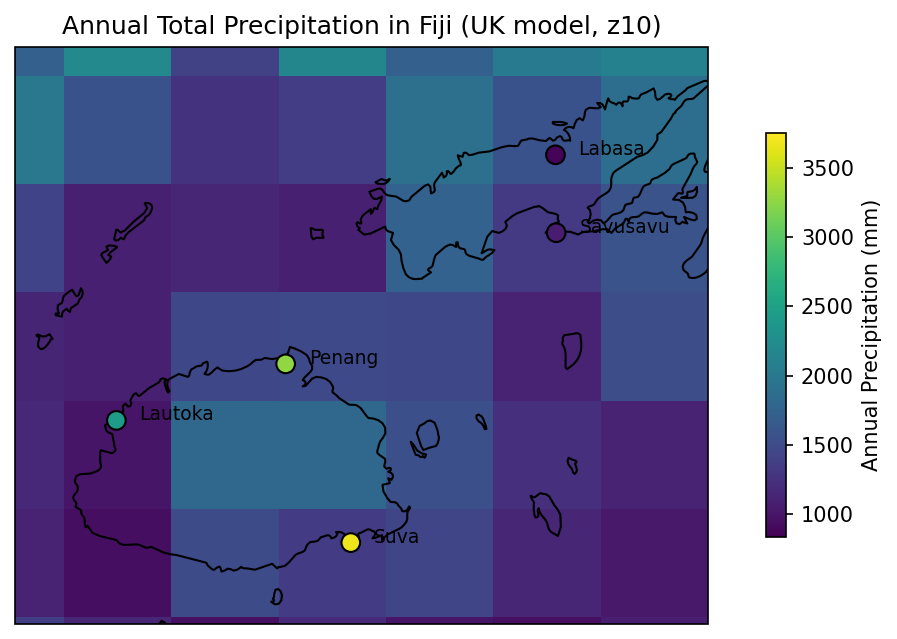 Annual Total Precipitation in Fiji (UK model, z10)
Labasa
Savusavu
Penang
Lautoka
Suva
3500
3000
2500
2000
1500
1000
Annual Precipitation (mm)